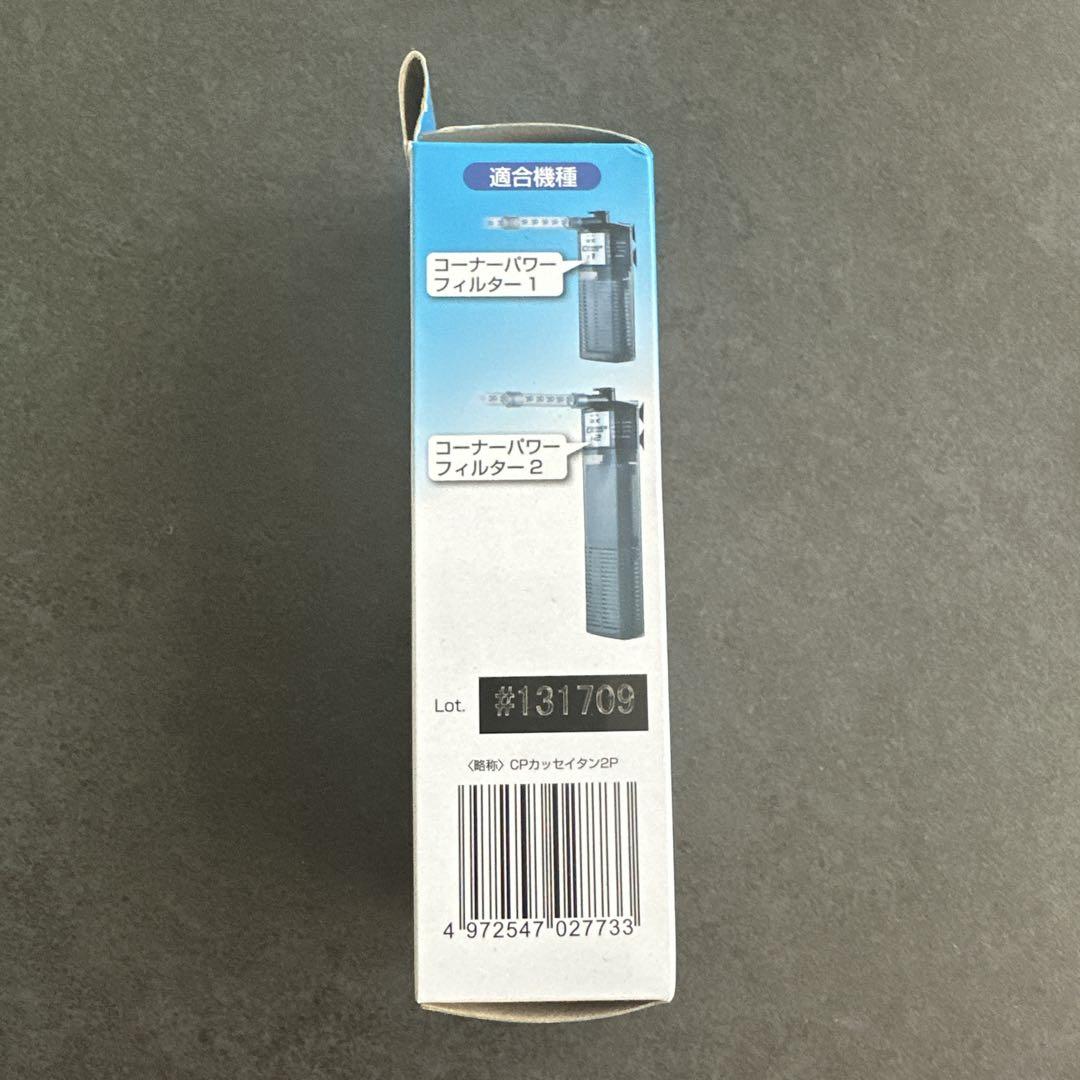 適合機種
コーナーパワー
フィルター1
コーナーパワー
フィルター2
Lot.
#131709
〈略称〉CPカッセイタン2P
4 972547 027733